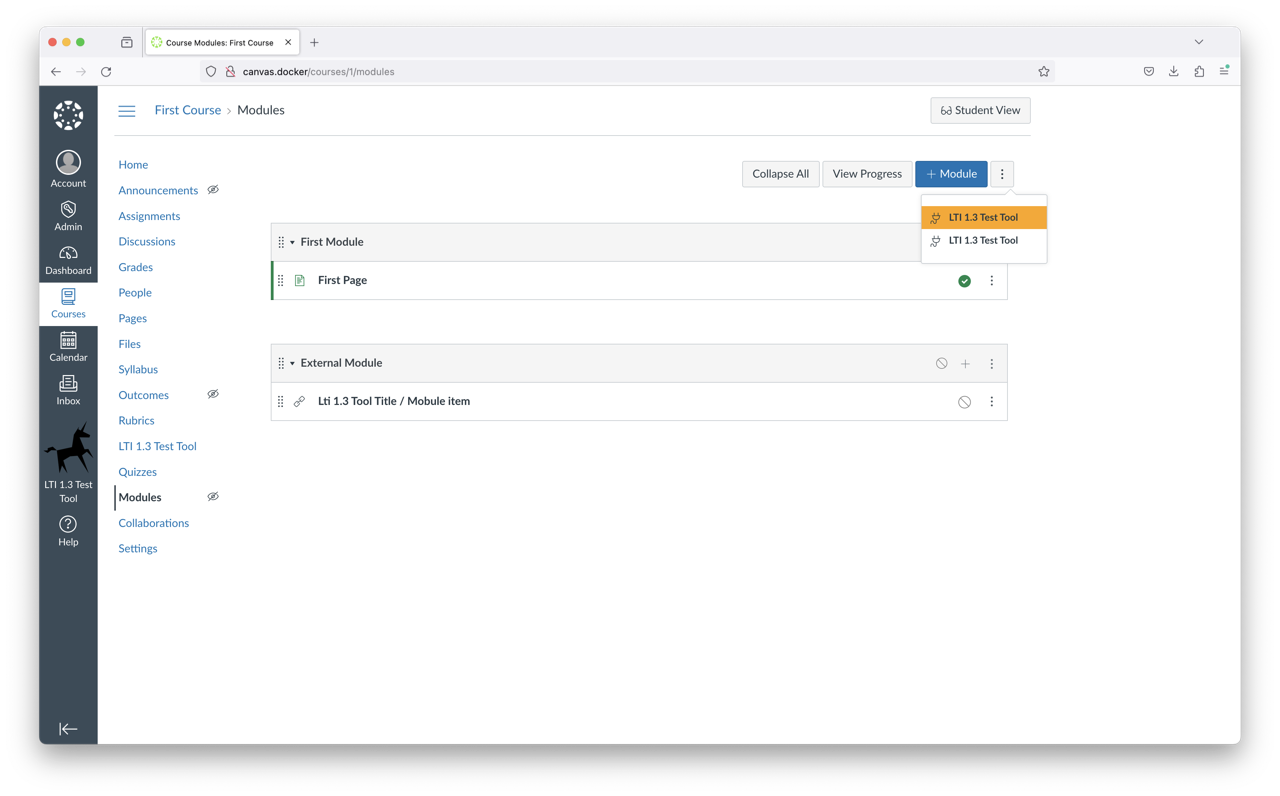 Course Modules: First Course
canvas.docker/courses/1/modules
First Course › Modules
Student View
Account
Admin
Dashboard
Courses
Calendar
Inbox
LTI 1.3 Test
Tool
Help
Home
Announcements
Assignments
Discussions
Grades
People
Pages
Files
Syllabus
Outcomes
Rubrics
LTI 1.3 Test Tool
Quizzes
Modules
Collaborations
Settings
Collapse All
View Progress
+ Module
LTI 1.3 Test Tool
LTI 1.3 Test Tool
First Module
First Page
External Module
Lti 1.3 Tool Title / Mobule item